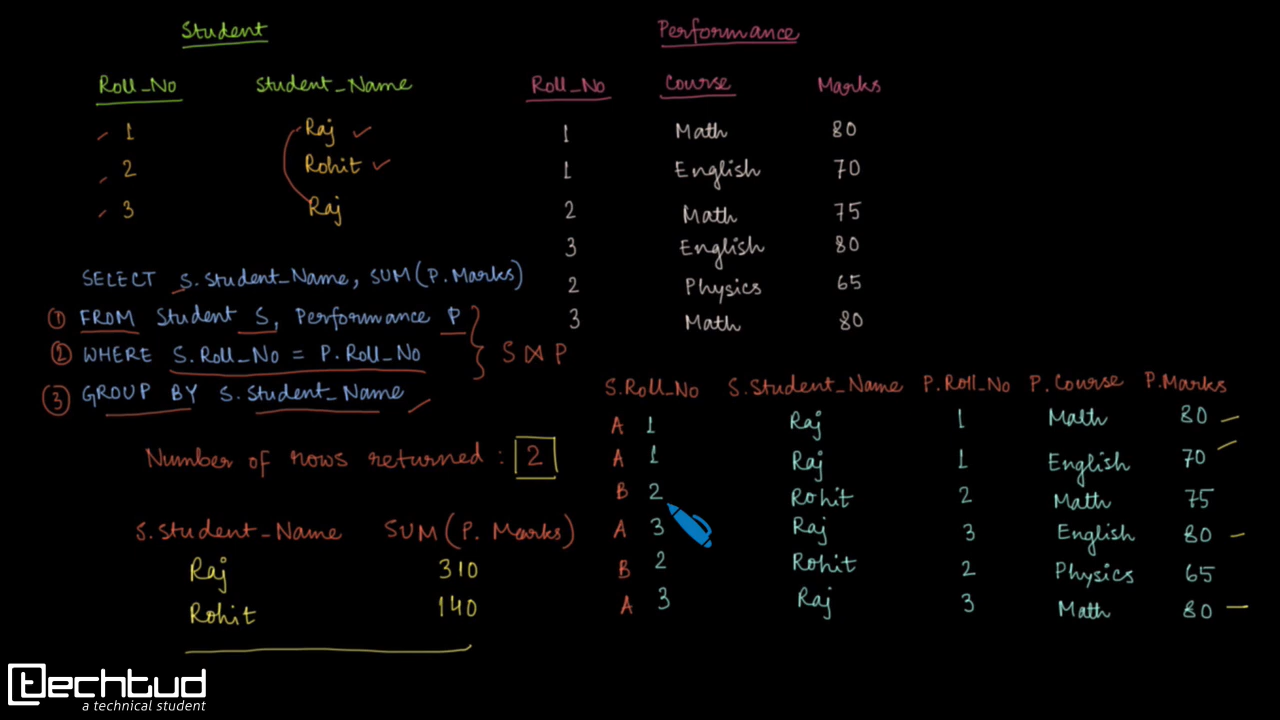 Student
Roll_No Student_Name
1 Raj
2 Rohit
3 Raj
Performance
Roll_No Course Marks
1 Math 80
1 English 70
2 Math 75
3 English 80
2 Physics 65
3 Math 80
SELECT S.Student_Name, SUM(P.Marks)
① FROM Student S, Performance P
② WHERE S.Roll_No = P.Roll_No
③ GROUP BY S.Student_Name
S ⋈ P
Number of rows returned : 2
S.Student_Name SUM(P. Marks)
Raj 310
Rohit 140
S.Roll_No S.Student_Name P.Roll_No P.Course P.Marks
A 1 Raj 1 Math 80
A 1 Raj 1 English 70
B 2 Rohit 2 Math 75
A 3 Raj 3 English 80
B 2 Rohit 2 Physics 65
A 3 Raj 3 Math 80
techtud
a technical student